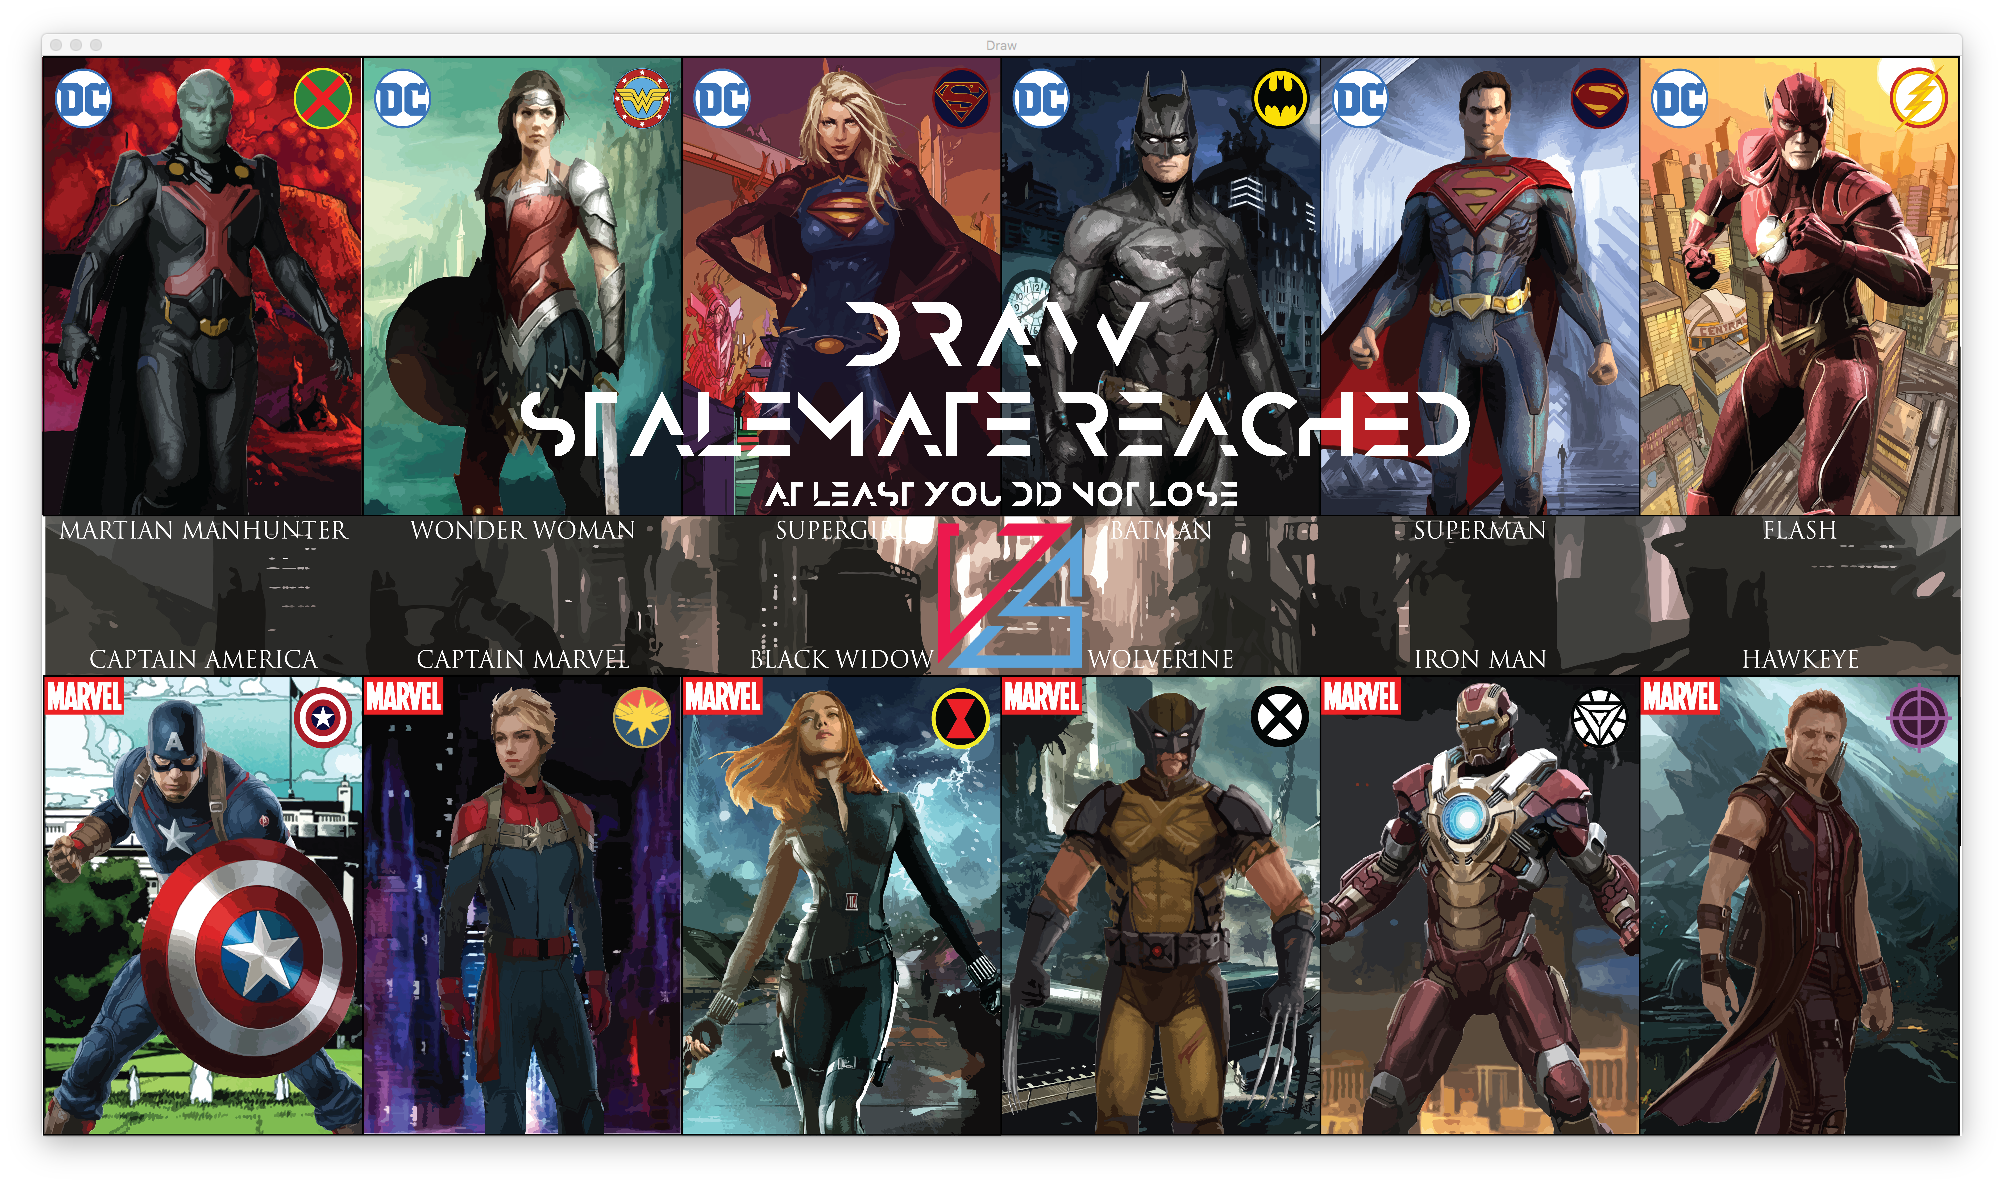 Draw
DC DC DC DC DC DC
CENTRAL
DRAW
STALEMATE REACHED
AT LEAST YOU DID NOT LOSE
MARTIAN MANHUNTER WONDER WOMAN SUPERGIRL BATMAN SUPERMAN FLASH
VS
CAPTAIN AMERICA CAPTAIN MARVEL BLACK WIDOW WOLVERINE IRON MAN HAWKEYE
MARVEL MARVEL MARVEL MARVEL MARVEL MARVEL
A